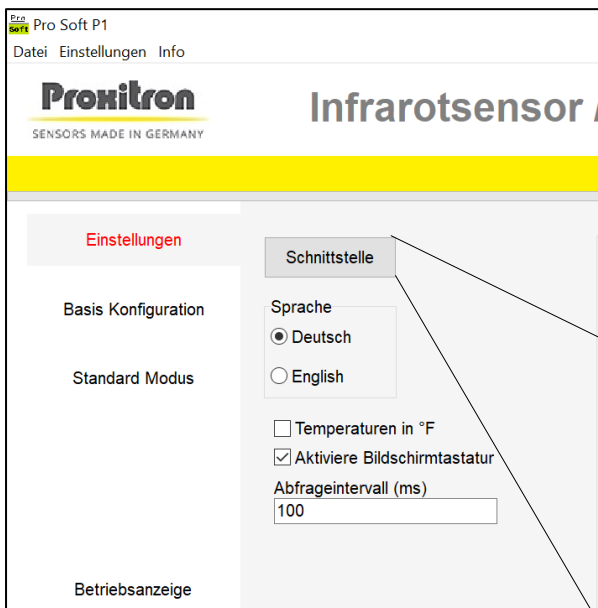 Pro
Soft
Pro Soft P1
Datei Einstellungen Info
Proxitron
SENSORS MADE IN GERMANY
Infrarotsensor
Einstellungen
Schnittstelle
Basis Konfiguration
Sprache
Deutsch
Standard Modus
English
Temperaturen in °F
Aktiviere Bildschirmtastatur
Abfrageintervall (ms)
100
Betriebsanzeige